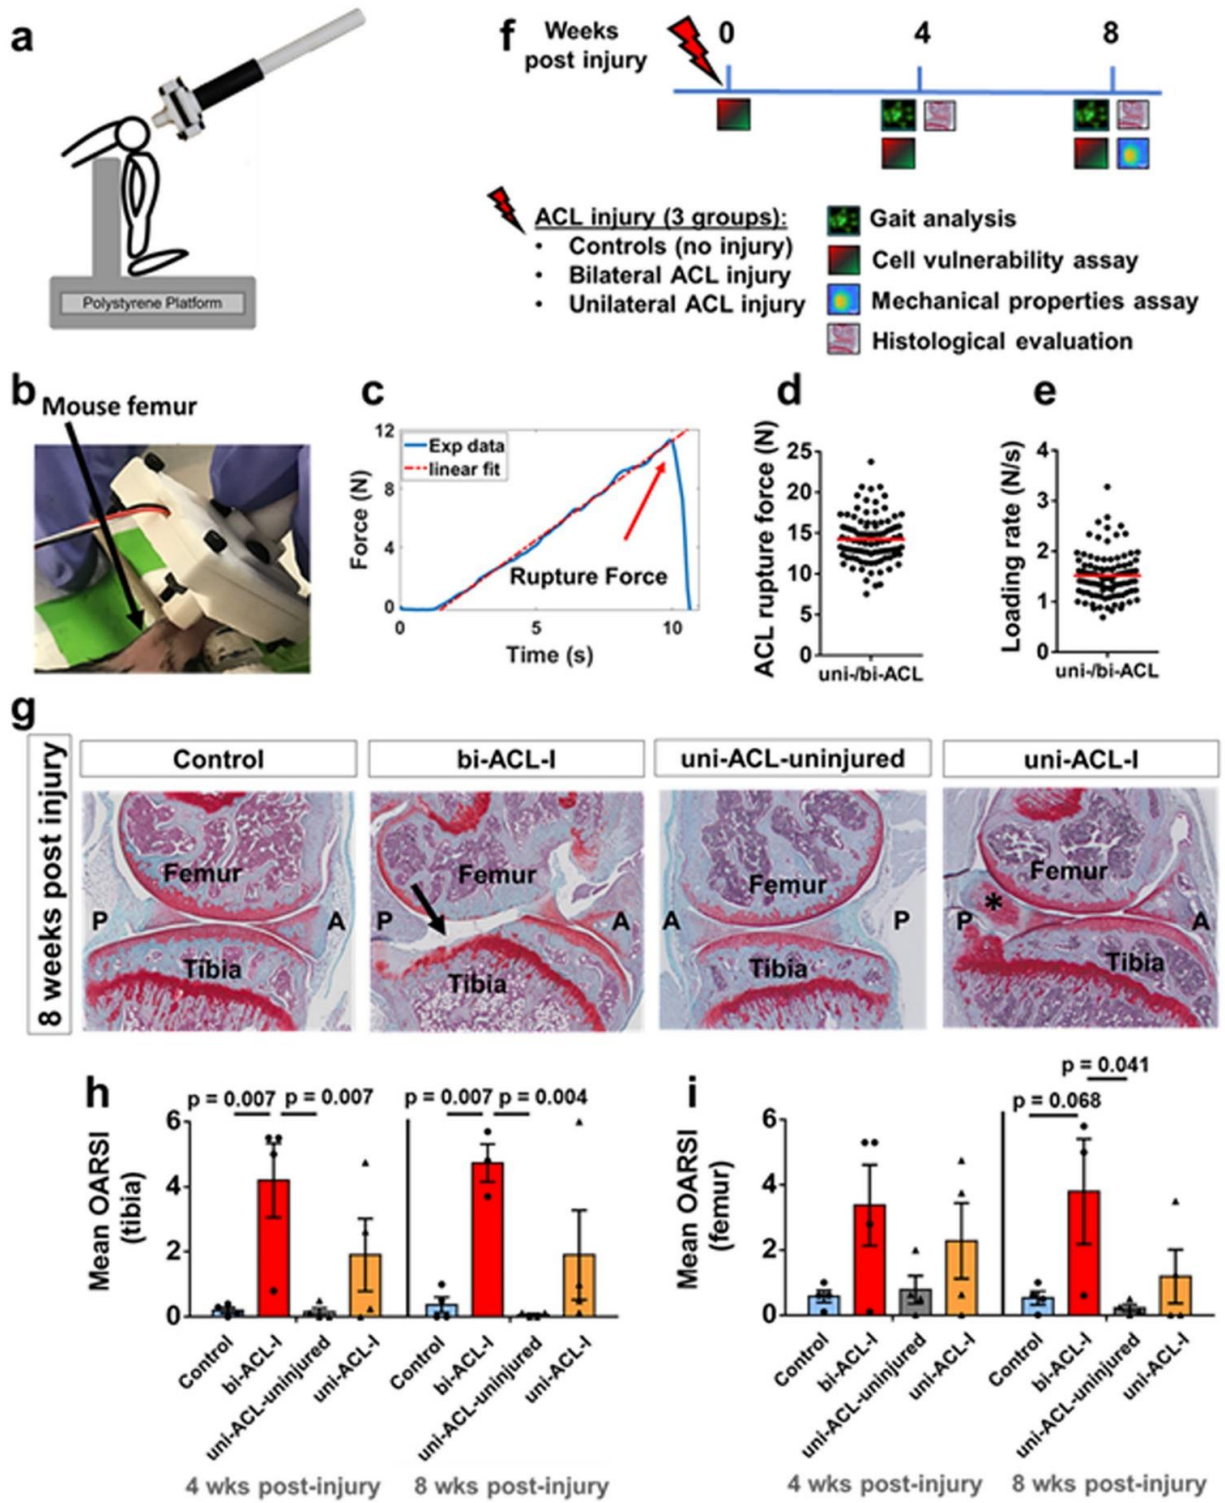 a
Polystyrene Platform
f
Weeks
post injury
0
4
8
ACL injury (3 groups):
• Controls (no injury)
• Bilateral ACL injury
• Unilateral ACL injury
Gait analysis
Cell vulnerability assay
Mechanical properties assay
Histological evaluation
b
Mouse femur
c
Force (N)
12
8
4
0
Exp data
linear fit
Rupture Force
0
5
10
Time (s)
d
ACL rupture force (N)
25
20
15
10
5
0
uni-/bi-ACL
e
Loading rate (N/s)
4
3
2
1
0
uni-/bi-ACL
g
8 weeks post injury
Control
bi-ACL-I
uni-ACL-uninjured
uni-ACL-I
Femur
P
A
Tibia
Femur
P
A
Tibia
Femur
A
P
Tibia
Femur
*
P
A
Tibia
h
Mean OARSI
(tibia)
p = 0.007
p = 0.007
p = 0.007
p = 0.004
6
4
2
0
Control
bi-ACL-I
uni-ACL-uninjured
uni-ACL-I
Control
bi-ACL-I
uni-ACL-uninjured
uni-ACL-I
4 wks post-injury
8 wks post-injury
i
Mean OARSI
(femur)
p = 0.041
p = 0.068
6
4
2
0
Control
bi-ACL-I
uni-ACL-uninjured
uni-ACL-I
Control
bi-ACL-I
uni-ACL-uninjured
uni-ACL-I
4 wks post-injury
8 wks post-injury